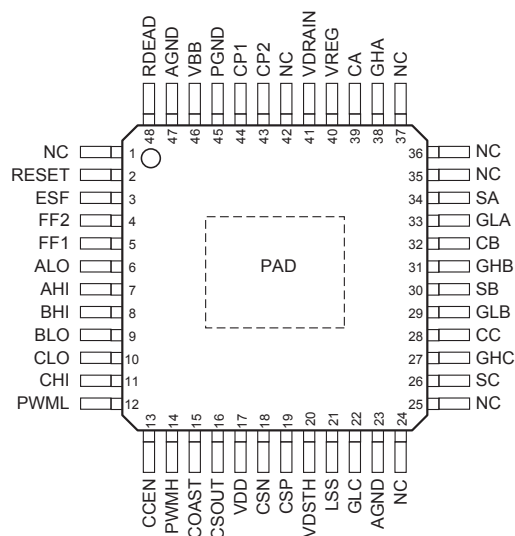 RDEAD
AGND
VBB
PGND
CP1
CP2
NC
VDRAIN
VREG
CA
GHA
NC
48
47
46
45
44
43
42
41
40
39
38
37
NC 1
RESET 2
ESF 3
FF2 4
FF1 5
ALO 6
AHI 7
BHI 8
BLO 9
CLO 10
CHI 11
PWML 12
PAD
36 NC
35 NC
34 SA
33 GLA
32 CB
31 GHB
30 SB
29 GLB
28 CC
27 GHC
26 SC
25 NC
13
14
15
16
17
18
19
20
21
22
23
24
CCEN
PWMH
COAST
CSOUT
VDD
CSN
CSP
VDSTH
LSS
GLC
AGND
NC